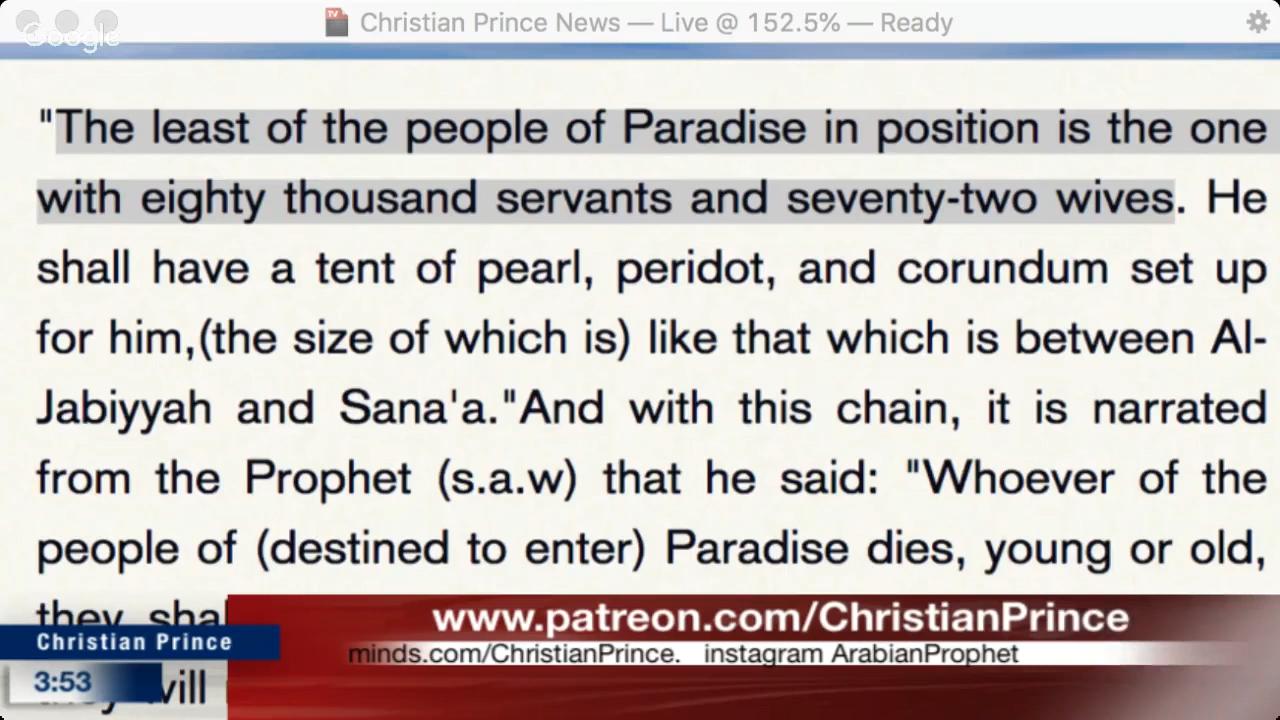 Christian Prince News — Live @ 152.5% — Ready
Google
"The least of the people of Paradise in position is the one
with eighty thousand servants and seventy-two wives. He
shall have a tent of pearl, peridot, and corundum set up
for him,(the size of which is) like that which is between Al-
Jabiyyah and Sana'a."And with this chain, it is narrated
from the Prophet (s.a.w) that he said: "Whoever of the
people of (destined to enter) Paradise dies, young or old,
they
www.patreon.com/ChristianPrince
Christian Prince
minds.com/ChristianPrince. instagram ArabianProphet
3:53